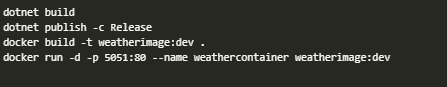 dotnet build
dotnet publish -c Release
docker build -t weatherimage:dev .
docker run -d -p 5051:80 --name weathercontainer weatherimage:dev